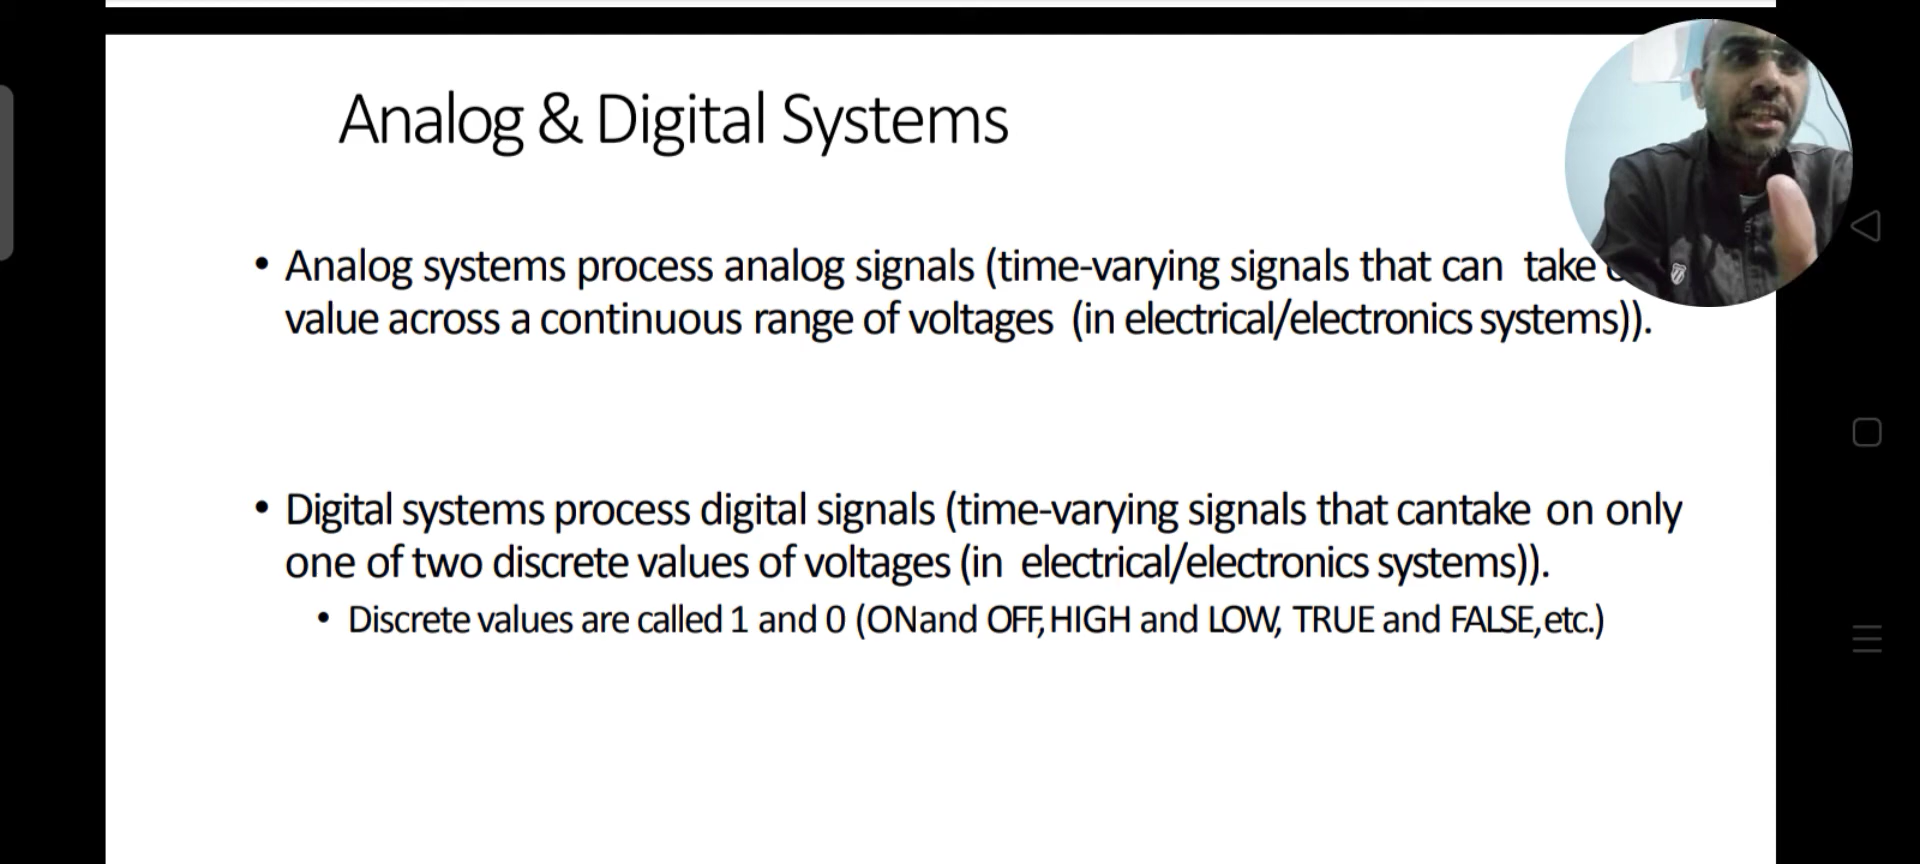 Analog & Digital Systems
• Analog systems process analog signals (time-varying signals that can take
value across a continuous range of voltages (in electrical/electronics systems)).
• Digital systems process digital signals (time-varying signals that cantake on only
one of two discrete values of voltages (in electrical/electronics systems)).
• Discrete values are called 1 and 0 (ONand OFF,HIGH and LOW, TRUE and FALSE,etc.)